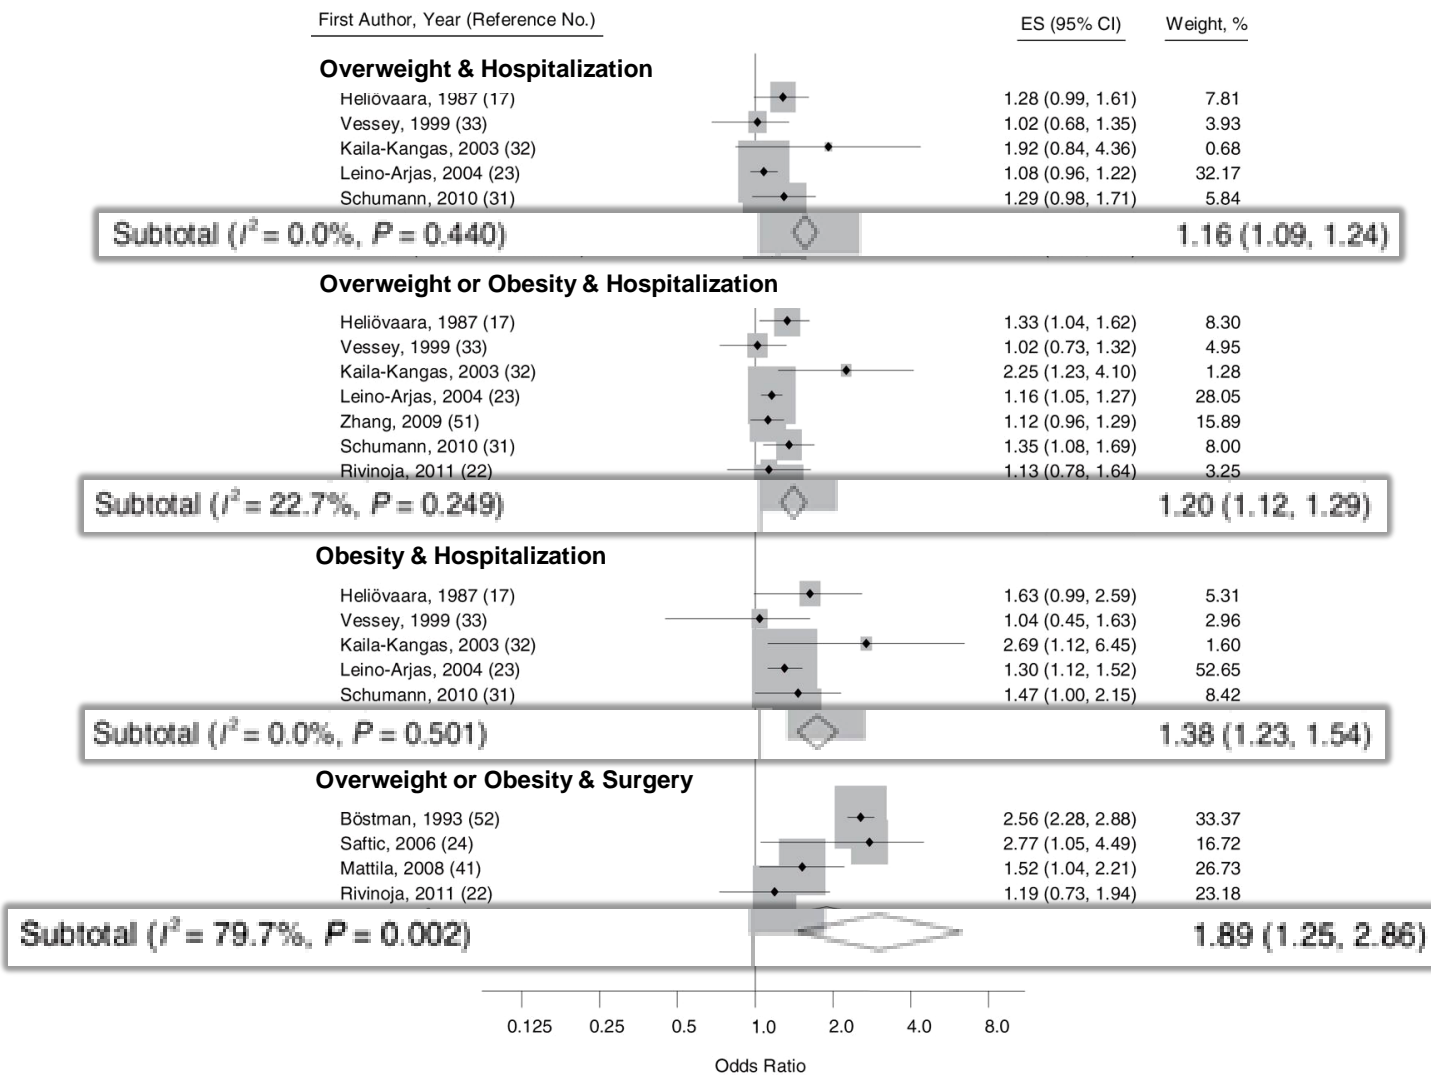 First Author, Year (Reference No.) ES (95% CI) Weight, %
Overweight & Hospitalization
Heliövaara, 1987 (17) 1.28 (0.99, 1.61) 7.81
Vessey, 1999 (33) 1.02 (0.68, 1.35) 3.93
Kaila-Kangas, 2003 (32) 1.92 (0.84, 4.36) 0.68
Leino-Arjas, 2004 (23) 1.08 (0.96, 1.22) 32.17
Schumann, 2010 (31) 1.29 (0.98, 1.71) 5.84
Subtotal (I² = 0.0%, P = 0.440) 1.16 (1.09, 1.24)
Overweight or Obesity & Hospitalization
Heliövaara, 1987 (17) 1.33 (1.04, 1.62) 8.30
Vessey, 1999 (33) 1.02 (0.73, 1.32) 4.95
Kaila-Kangas, 2003 (32) 2.25 (1.23, 4.10) 1.28
Leino-Arjas, 2004 (23) 1.16 (1.05, 1.27) 28.05
Zhang, 2009 (51) 1.12 (0.96, 1.29) 15.89
Schumann, 2010 (31) 1.35 (1.08, 1.69) 8.00
Rivinoja, 2011 (22) 1.13 (0.78, 1.64) 3.25
Subtotal (I² = 22.7%, P = 0.249) 1.20 (1.12, 1.29)
Obesity & Hospitalization
Heliövaara, 1987 (17) 1.63 (0.99, 2.59) 5.31
Vessey, 1999 (33) 1.04 (0.45, 1.63) 2.96
Kaila-Kangas, 2003 (32) 2.69 (1.12, 6.45) 1.60
Leino-Arjas, 2004 (23) 1.30 (1.12, 1.52) 52.65
Schumann, 2010 (31) 1.47 (1.00, 2.15) 8.42
Subtotal (I² = 0.0%, P = 0.501) 1.38 (1.23, 1.54)
Overweight or Obesity & Surgery
Böstman, 1993 (52) 2.56 (2.28, 2.88) 33.37
Saftic, 2006 (24) 2.77 (1.05, 4.49) 16.72
Mattila, 2008 (41) 1.52 (1.04, 2.21) 26.73
Rivinoja, 2011 (22) 1.19 (0.73, 1.94) 23.18
Subtotal (I² = 79.7%, P = 0.002) 1.89 (1.25, 2.86)
0.125 0.25 0.5 1.0 2.0 4.0 8.0
Odds Ratio